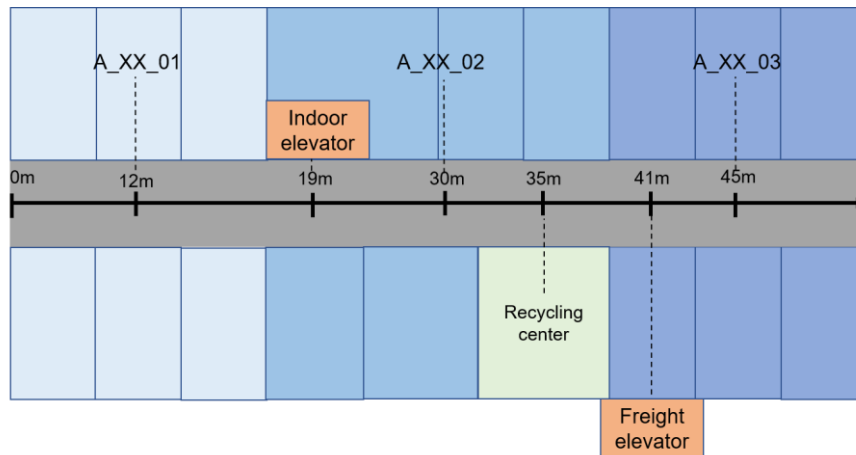 A_XX_01
A_XX_02
A_XX_03
Indoor
elevator
0m
12m
19m
30m
35m
41m
45m
Recycling
center
Freight
elevator